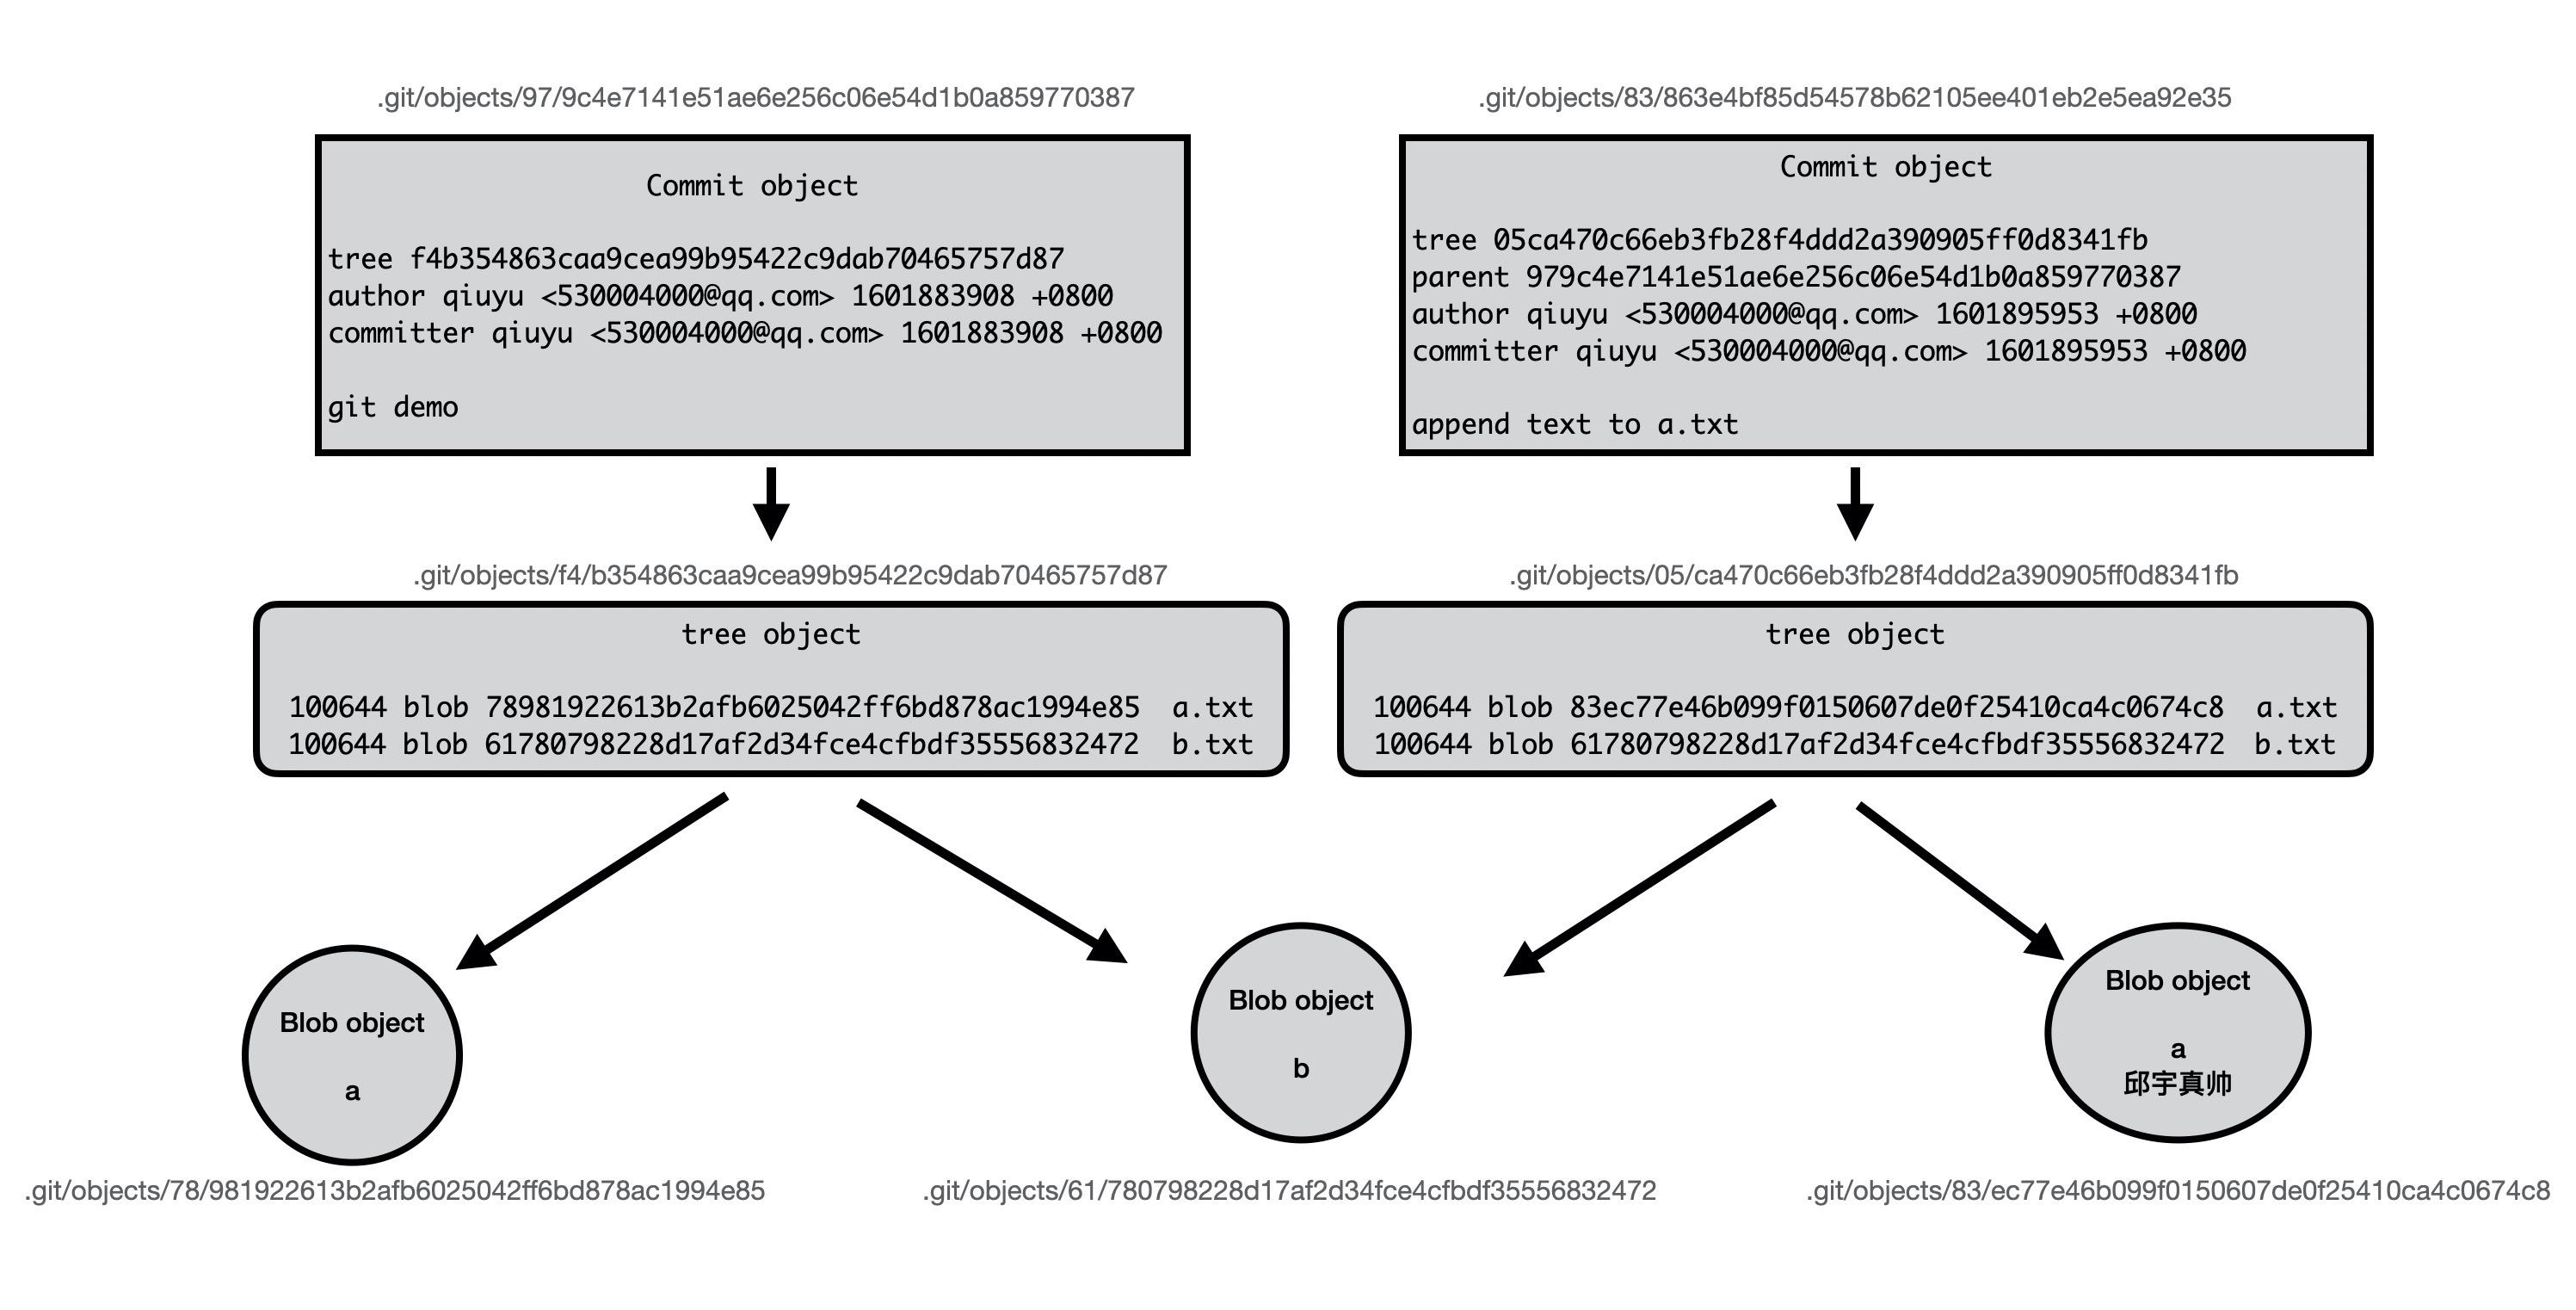 .git/objects/97/9c4e7141e51ae6e256c06e54d1b0a859770387
Commit object
tree f4b354863caa9cea99b95422c9dab70465757d87
author qiuyu <530004000@qq.com> 1601883908 +0800
committer qiuyu <530004000@qq.com> 1601883908 +0800
git demo
.git/objects/83/863e4bf85d54578b62105ee401eb2e5ea92e35
Commit object
tree 05ca470c66eb3fb28f4ddd2a390905ff0d8341fb
parent 979c4e7141e51ae6e256c06e54d1b0a859770387
author qiuyu <530004000@qq.com> 1601895953 +0800
committer qiuyu <530004000@qq.com> 1601895953 +0800
append text to a.txt
.git/objects/f4/b354863caa9cea99b95422c9dab70465757d87
tree object
100644 blob 78981922613b2afb6025042ff6bd878ac1994e85  a.txt
100644 blob 61780798228d17af2d34fce4cfbdf35556832472  b.txt
.git/objects/05/ca470c66eb3fb28f4ddd2a390905ff0d8341fb
tree object
100644 blob 83ec77e46b099f0150607de0f25410ca4c0674c8  a.txt
100644 blob 61780798228d17af2d34fce4cfbdf35556832472  b.txt
Blob object
a
.git/objects/78/981922613b2afb6025042ff6bd878ac1994e85
Blob object
b
.git/objects/61/780798228d17af2d34fce4cfbdf35556832472
Blob object
a
邱宇真帅
.git/objects/83/ec77e46b099f0150607de0f25410ca4c0674c8